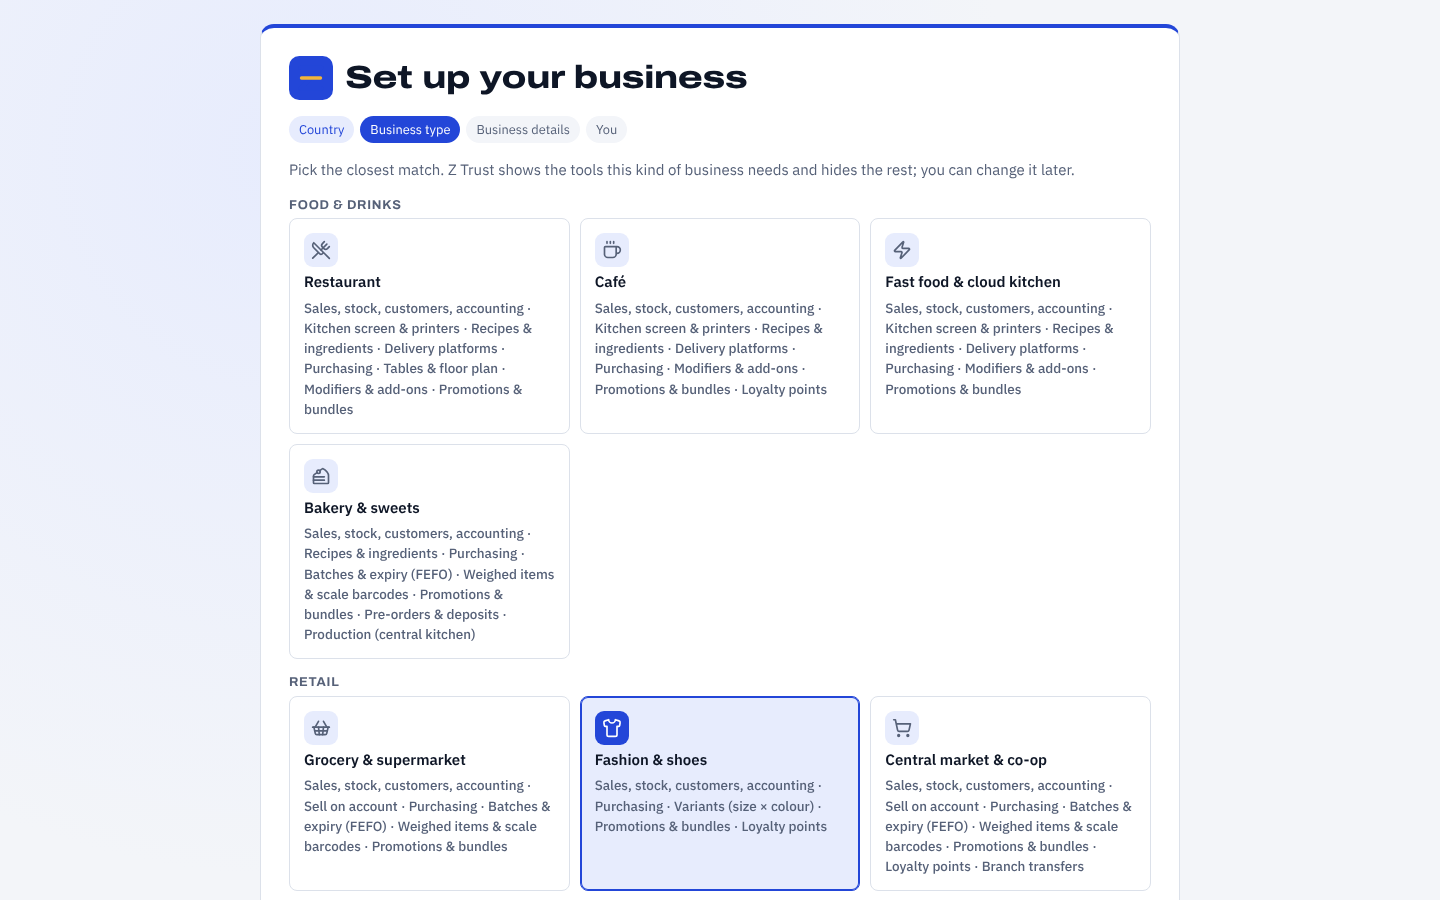 Set up your business
Country
Business type
Business details
You
Pick the closest match. Z Trust shows the tools this kind of business needs and hides the rest; you can change it later.
FOOD & DRINKS
Restaurant
Sales, stock, customers, accounting ·
Kitchen screen & printers · Recipes &
ingredients · Delivery platforms ·
Purchasing · Tables & floor plan ·
Modifiers & add-ons · Promotions &
bundles
Café
Sales, stock, customers, accounting ·
Kitchen screen & printers · Recipes &
ingredients · Delivery platforms ·
Purchasing · Modifiers & add-ons ·
Promotions & bundles · Loyalty points
Fast food & cloud kitchen
Sales, stock, customers, accounting ·
Kitchen screen & printers · Recipes &
ingredients · Delivery platforms ·
Purchasing · Modifiers & add-ons ·
Promotions & bundles
Bakery & sweets
Sales, stock, customers, accounting ·
Recipes & ingredients · Purchasing ·
Batches & expiry (FEFO) · Weighed items
& scale barcodes · Promotions &
bundles · Pre-orders & deposits ·
Production (central kitchen)
RETAIL
Grocery & supermarket
Sales, stock, customers, accounting ·
Sell on account · Purchasing · Batches &
expiry (FEFO) · Weighed items & scale
barcodes · Promotions & bundles
Fashion & shoes
Sales, stock, customers, accounting ·
Purchasing · Variants (size × colour) ·
Promotions & bundles · Loyalty points
Central market & co-op
Sales, stock, customers, accounting ·
Sell on account · Purchasing · Batches &
expiry (FEFO) · Weighed items & scale
barcodes · Promotions & bundles ·
Loyalty points · Branch transfers